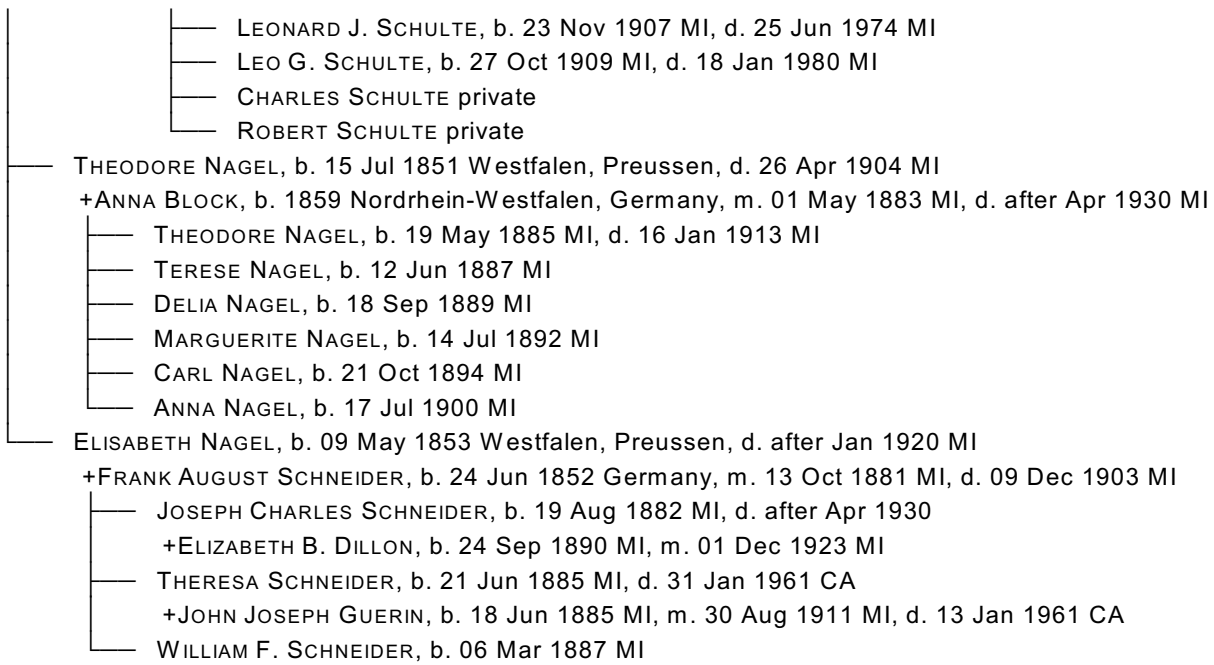 LEONARD J. SCHULTE, b. 23 Nov 1907 MI, d. 25 Jun 1974 MI
LEO G. SCHULTE, b. 27 Oct 1909 MI, d. 18 Jan 1980 MI
CHARLES SCHULTE private
ROBERT SCHULTE private
THEODORE NAGEL, b. 15 Jul 1851 Westfalen, Preussen, d. 26 Apr 1904 MI
+ANNA BLOCK, b. 1859 Nordrhein-Westfalen, Germany, m. 01 May 1883 MI, d. after Apr 1930 MI
THEODORE NAGEL, b. 19 May 1885 MI, d. 16 Jan 1913 MI
TERESE NAGEL, b. 12 Jun 1887 MI
DELIA NAGEL, b. 18 Sep 1889 MI
MARGUERITE NAGEL, b. 14 Jul 1892 MI
CARL NAGEL, b. 21 Oct 1894 MI
ANNA NAGEL, b. 17 Jul 1900 MI
ELISABETH NAGEL, b. 09 May 1853 Westfalen, Preussen, d. after Jan 1920 MI
+FRANK AUGUST SCHNEIDER, b. 24 Jun 1852 Germany, m. 13 Oct 1881 MI, d. 09 Dec 1903 MI
JOSEPH CHARLES SCHNEIDER, b. 19 Aug 1882 MI, d. after Apr 1930
+ELIZABETH B. DILLON, b. 24 Sep 1890 MI, m. 01 Dec 1923 MI
THERESA SCHNEIDER, b. 21 Jun 1885 MI, d. 31 Jan 1961 CA
+JOHN JOSEPH GUERIN, b. 18 Jun 1885 MI, m. 30 Aug 1911 MI, d. 13 Jan 1961 CA
WILLIAM F. SCHNEIDER, b. 06 Mar 1887 MI